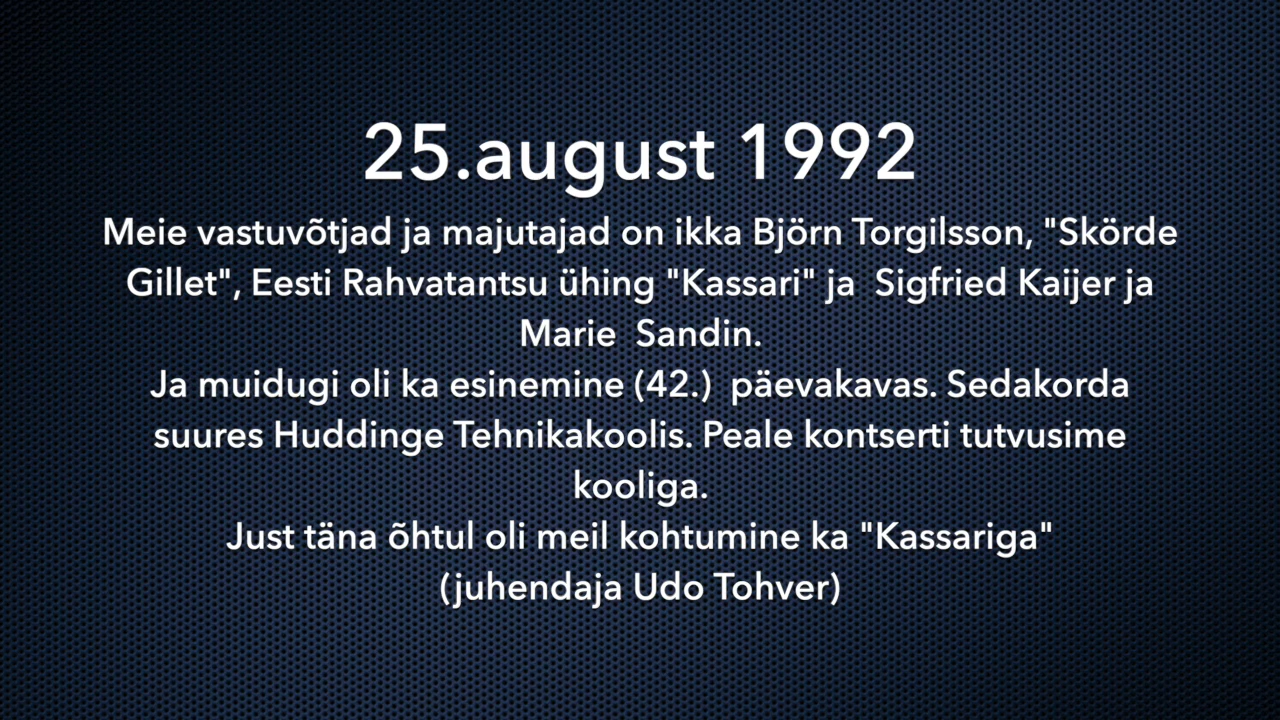 25.august 1992
Meie vastuvõtjad ja majutajad on ikka Björn Torgilsson, "Skörde
Gillet", Eesti Rahvatantsu ühing "Kassari" ja  Sigfried Kaijer ja
Marie  Sandin.
Ja muidugi oli ka esinemine (42.)  päevakavas. Sedakorda
suures Huddinge Tehnikakoolis. Peale kontserti tutvusime
kooliga.
Just täna õhtul oli meil kohtumine ka "Kassariga"
(juhendaja Udo Tohver)